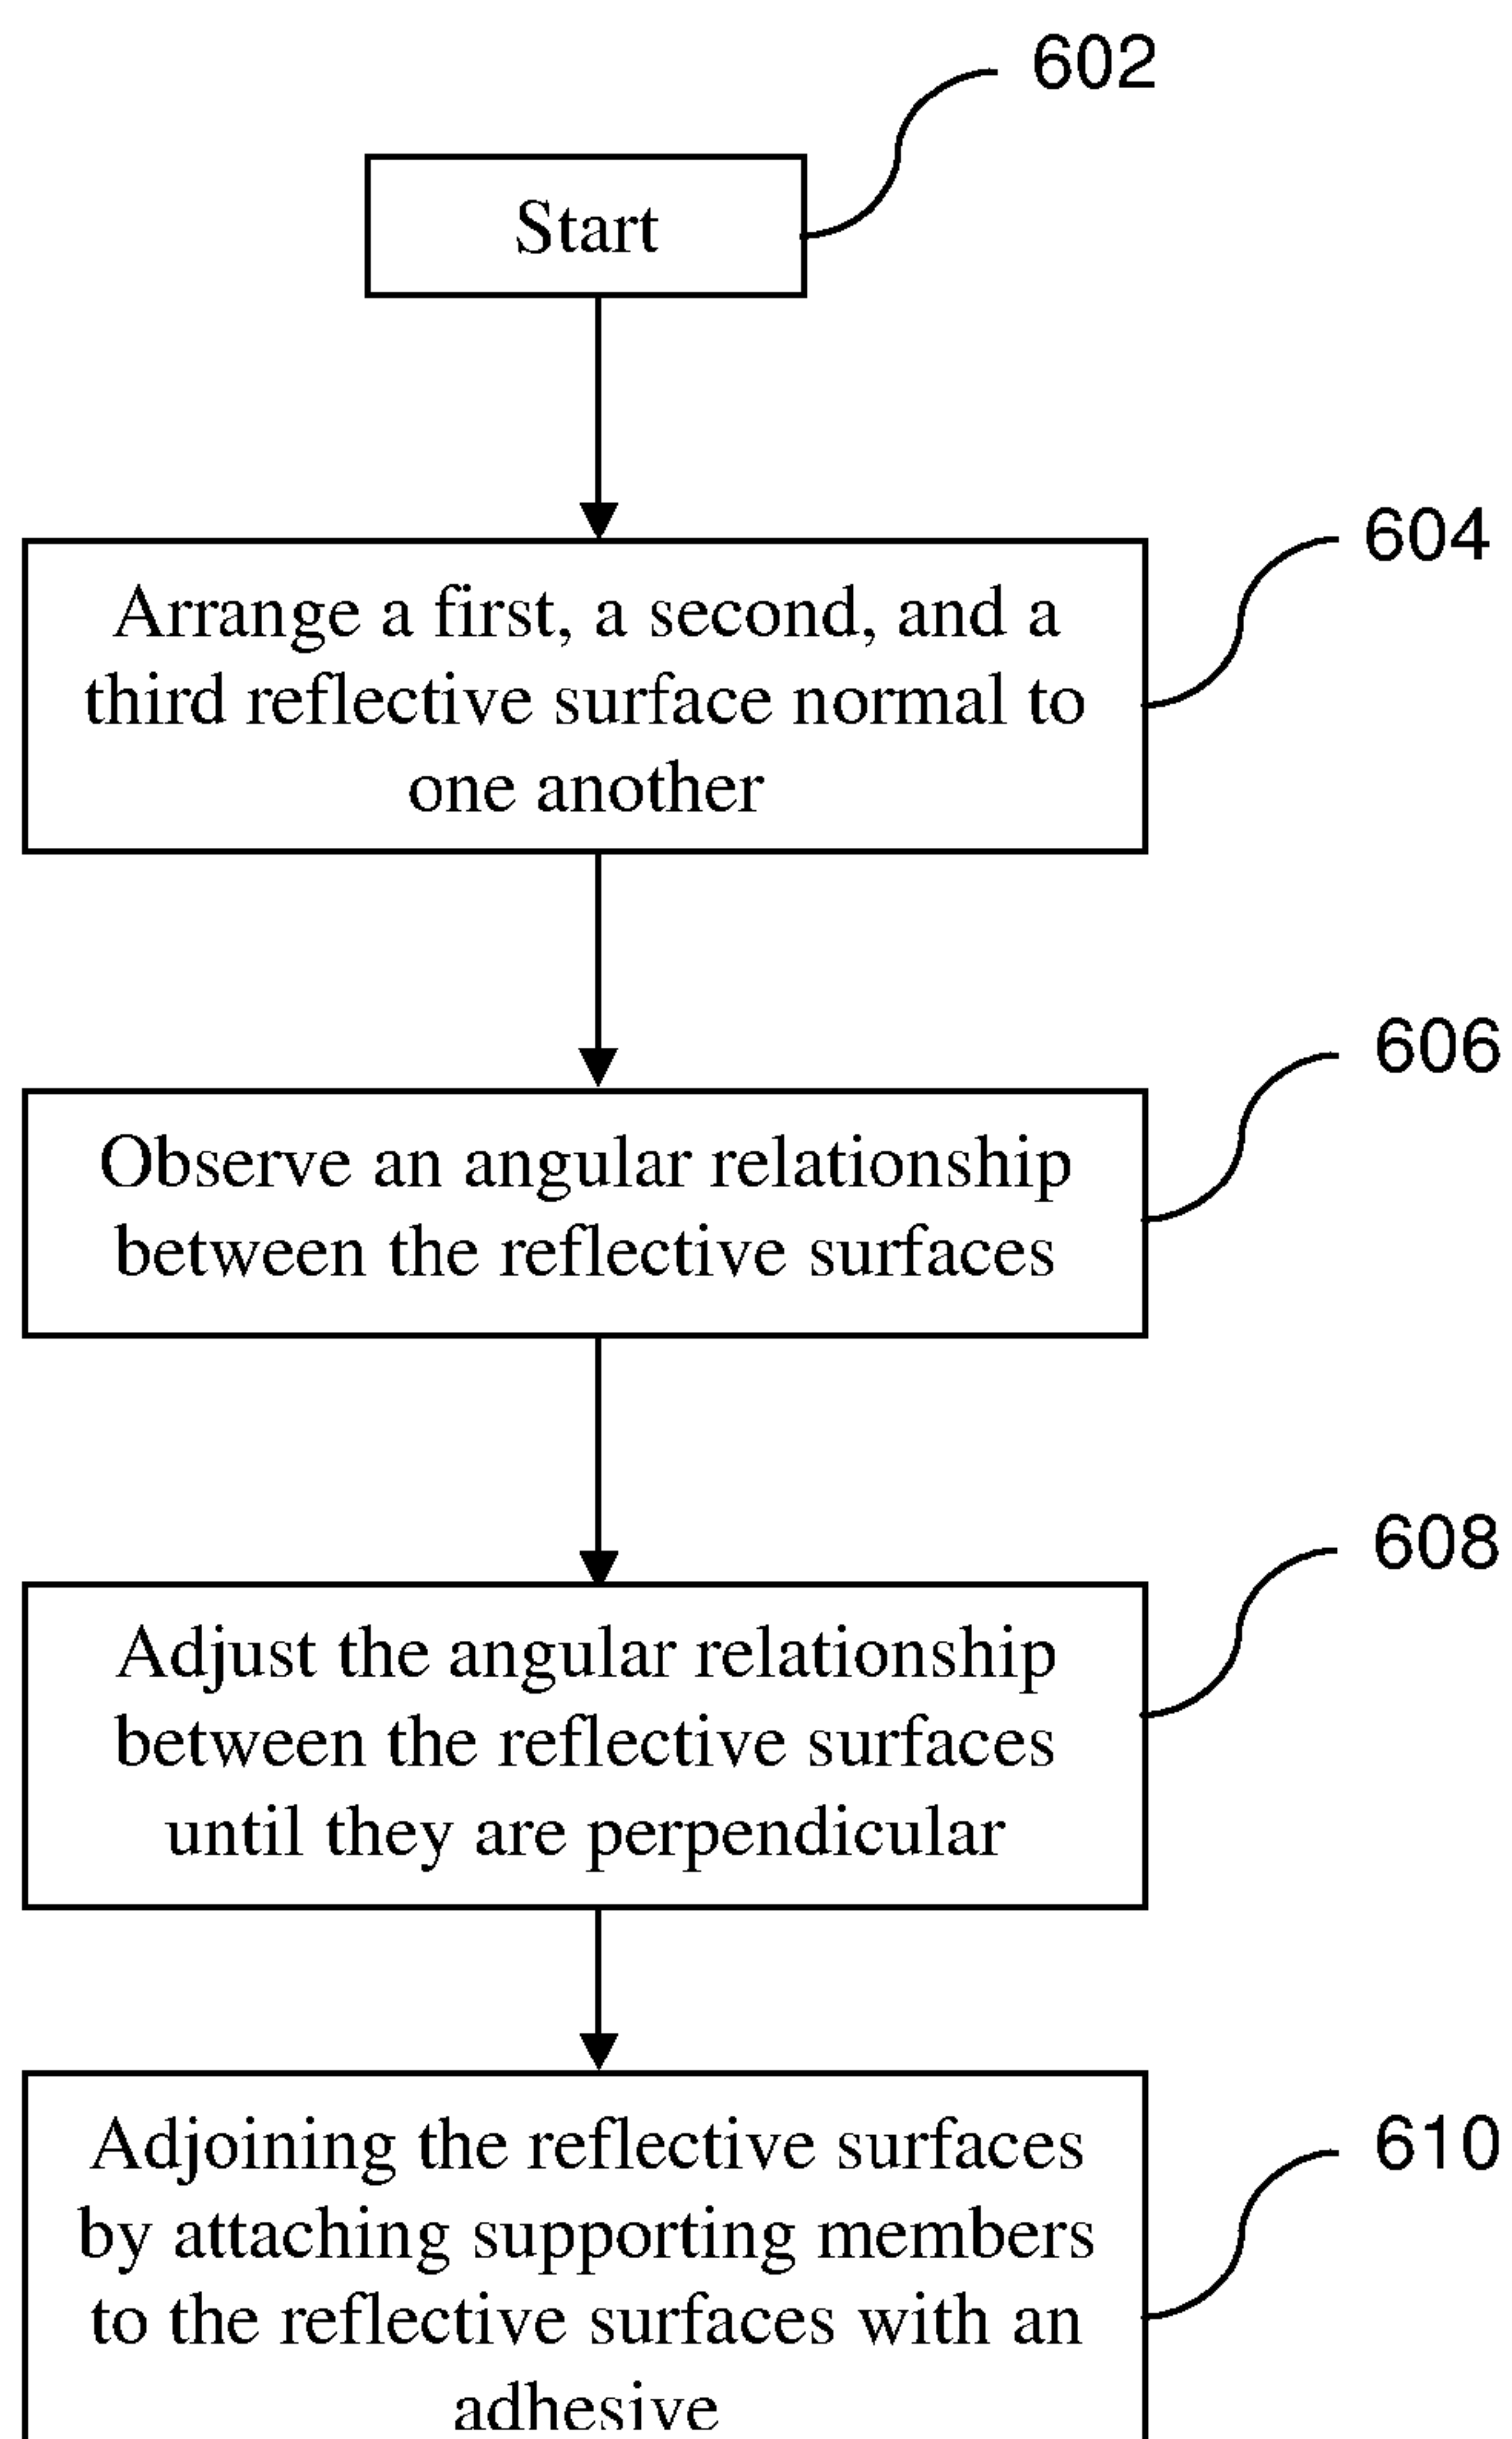 602
Start
604
Arrange a first, a second, and a
third reflective surface normal to
one another
606
Observe an angular relationship
between the reflective surfaces
608
Adjust the angular relationship
between the reflective surfaces
until they are perpendicular
610
Adjoining the reflective surfaces
by attaching supporting members
to the reflective surfaces with an
adhesive